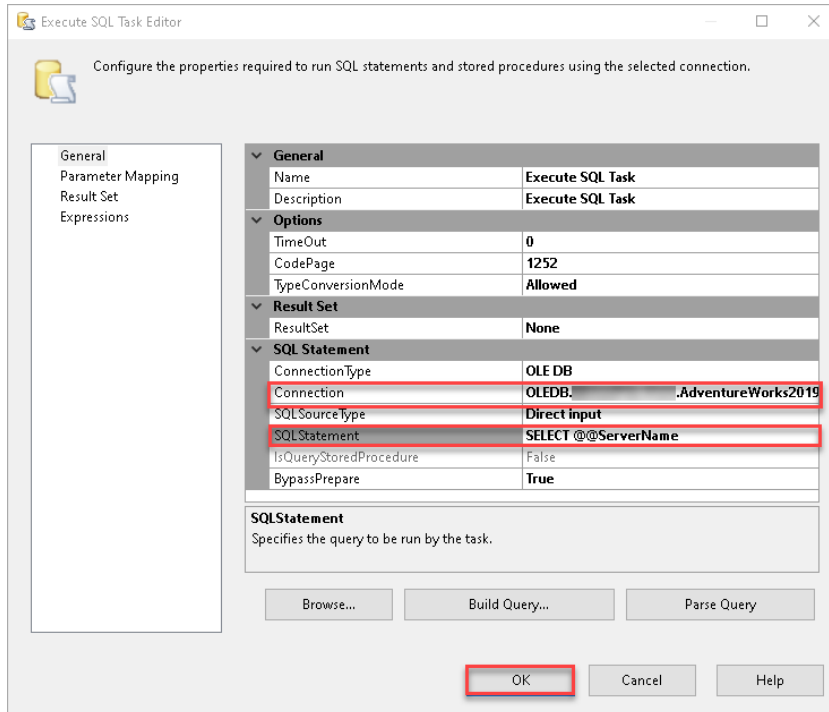 Execute SQL Task Editor
Configure the properties required to run SQL statements and stored procedures using the selected connection.
General
Parameter Mapping
Result Set
Expressions
General
Name Execute SQL Task
Description Execute SQL Task
Options
TimeOut 0
CodePage 1252
TypeConversionMode Allowed
Result Set
ResultSet None
SQL Statement
ConnectionType OLE DB
Connection OLEDB. .AdventureWorks2019
SQLSourceType Direct input
SQLStatement SELECT @@ServerName
IsQueryStoredProcedure False
BypassPrepare True
SQLStatement
Specifies the query to be run by the task.
Browse... Build Query... Parse Query
OK Cancel Help